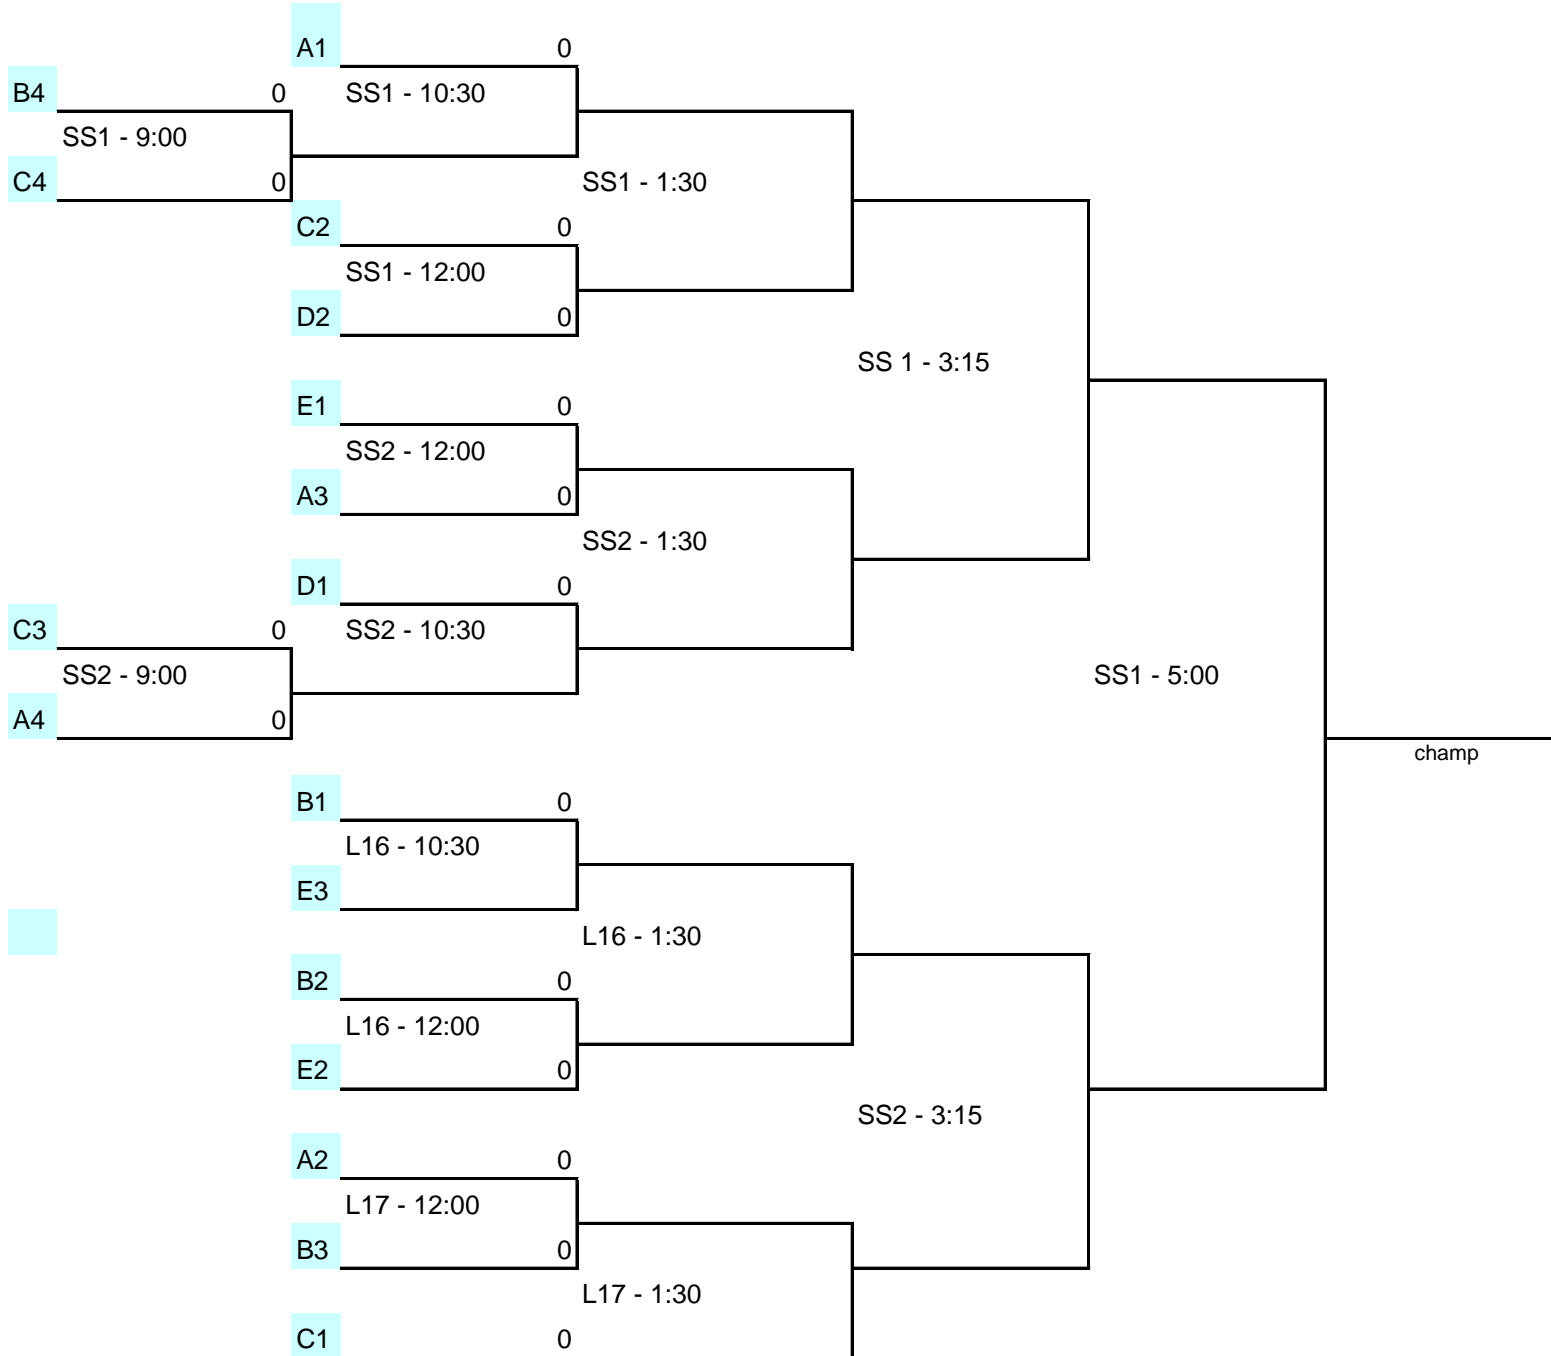 A1 0
B4 0 SS1 - 10:30
SS1 - 9:00
C4 0 SS1 - 1:30
C2 0
SS1 - 12:00
D2 0
SS 1 - 3:15
E1 0
SS2 - 12:00
A3 0
SS2 - 1:30
D1 0
C3 0 SS2 - 10:30
SS2 - 9:00 SS1 - 5:00
A4 0
champ
B1 0
L16 - 10:30
E3
L16 - 1:30
B2 0
L16 - 12:00
E2 0
SS2 - 3:15
A2 0
L17 - 12:00
B3 0
L17 - 1:30
C1 0